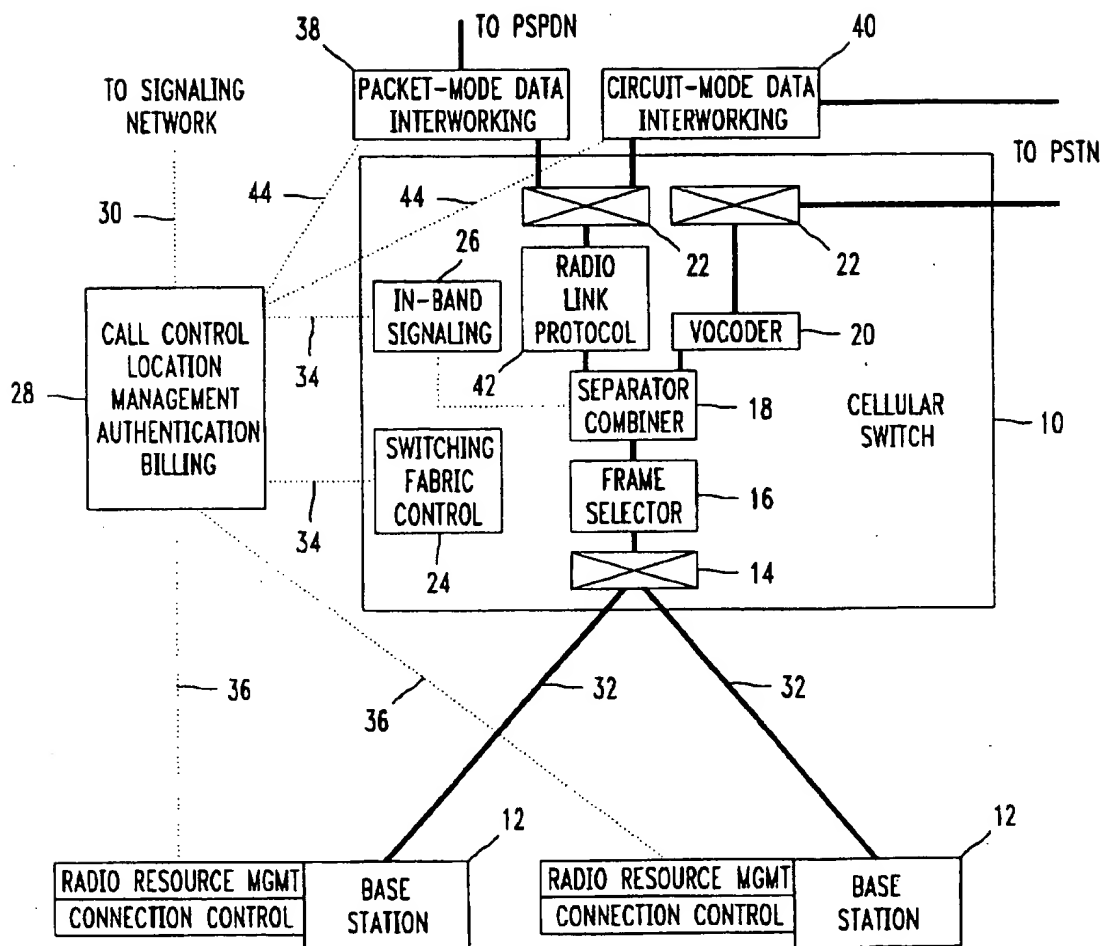 TO PSPDN
38
40
PACKET-MODE DATA
INTERWORKING
CIRCUIT-MODE DATA
INTERWORKING
TO SIGNALING
NETWORK
TO PSTN
44
44
30
26
22
22
IN-BAND
SIGNALING
RADIO
LINK
PROTOCOL
VOCODER
20
34
42
CALL CONTROL
LOCATION
MANAGEMENT
AUTHENTICATION
BILLING
28
SEPARATOR
COMBINER
18
CELLULAR
SWITCH
10
SWITCHING
FABRIC
CONTROL
FRAME
SELECTOR
16
34
24
14
36
36
32
32
12
12
RADIO RESOURCE MGMT
CONNECTION CONTROL
BASE
STATION
RADIO RESOURCE MGMT
CONNECTION CONTROL
BASE
STATION